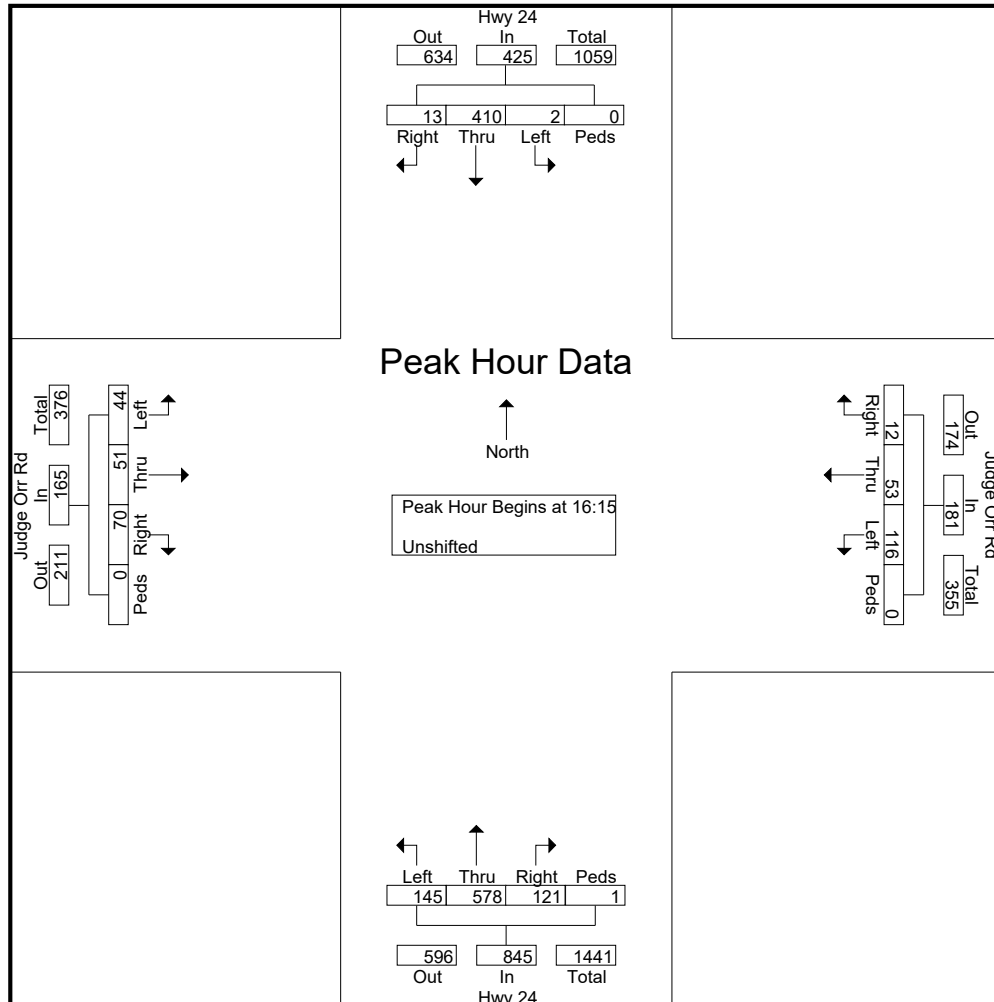 Hwy 24
Out In Total
634 425 1059
13 410 2 0
Right Thru Left Peds
Peak Hour Data
North
Peak Hour Begins at 16:15
Unshifted
Judge Orr Rd
Total In Out
376 165 211
44 51 70 0
Left Thru Right Peds
Judge Orr Rd
Out In Total
174 181 355
12 53 116 0
Right Thru Left Peds
Left Thru Right Peds
145 578 121 1
596 845 1441
Out In Total
Hwy 24